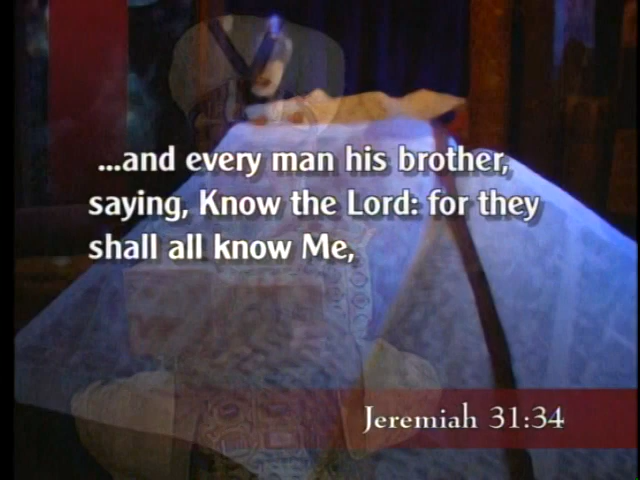 ...and every man his brother,
saying, Know the Lord: for they
shall all know Me,
Jeremiah 31:34